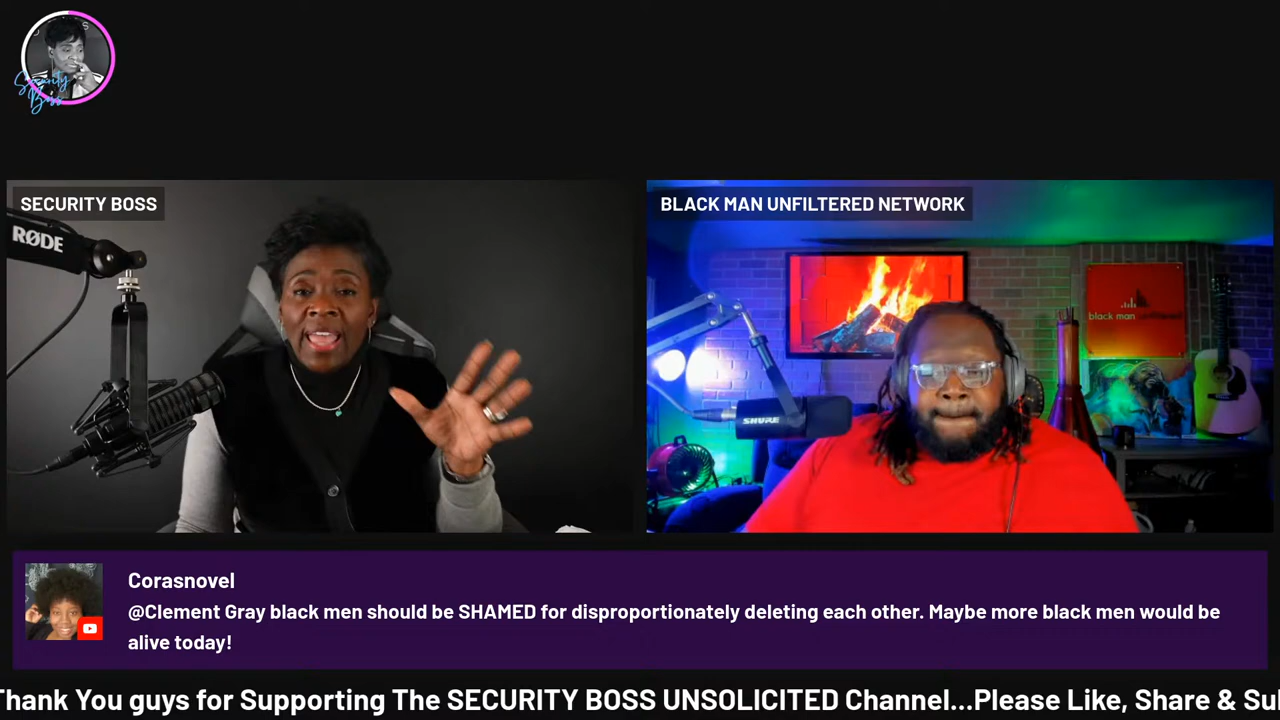 Security
Boss
SECURITY BOSS
BLACK MAN UNFILTERED NETWORK
RØDE
black man
SHURE
Corasnovel
@Clement Gray black men should be SHAMED for disproportionately deleting each other. Maybe more black men would be
alive today!
Thank You guys for Supporting The SECURITY BOSS UNSOLICITED Channel...Please Like, Share & Su